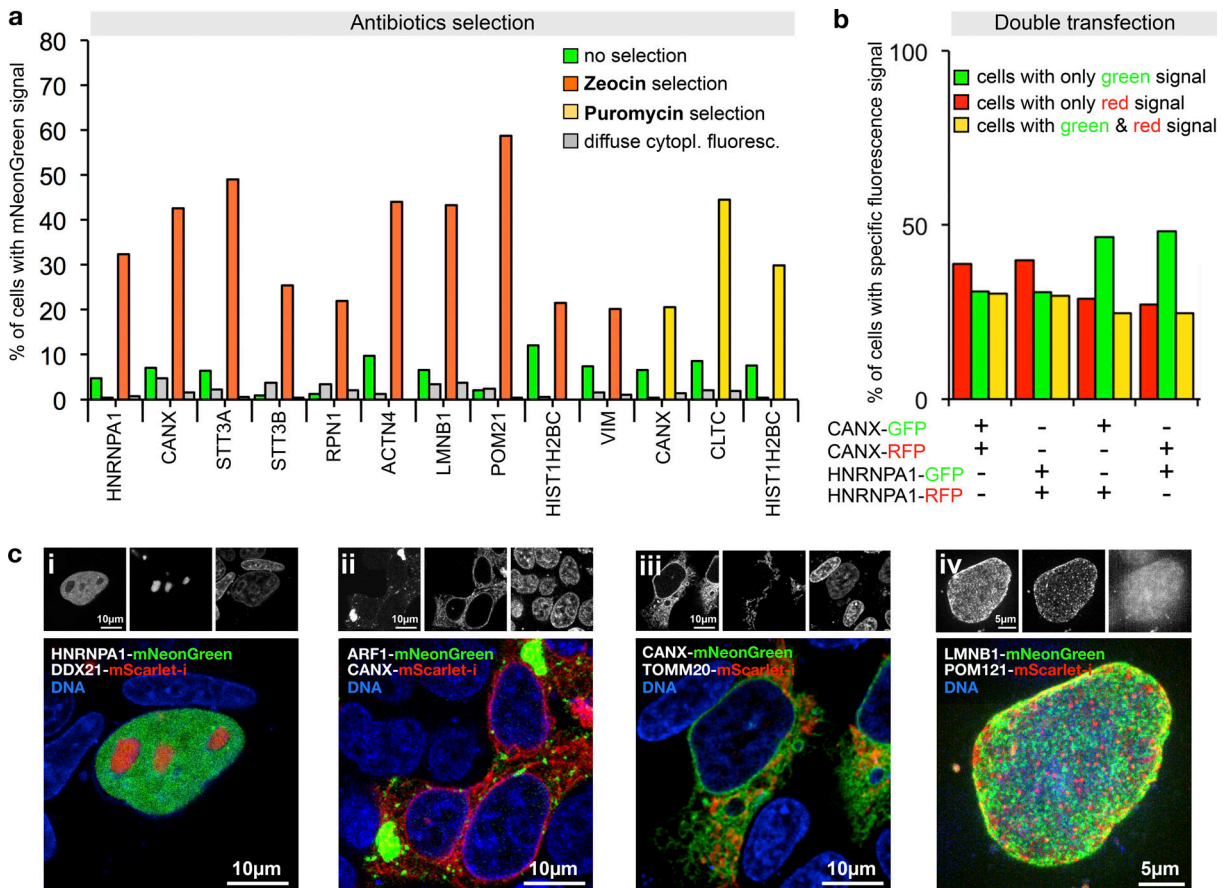 a
Antibiotics selection
80
70
60
50
40
30
20
10
0
% of cells with mNeonGreen signal
no selection
Zeocin selection
Puromycin selection
diffuse cytopl. fluoresc.
HNRNPA1
CANX
STT3A
STT3B
RPN1
ACTN4
LMNB1
POM21
HIST1H2BC
VIM
CANX
CLTC
HIST1H2BC
b
Double transfection
100
50
0
% of cells with specific fluorescence signal
cells with only green signal
cells with only red signal
cells with green & red signal
CANX-GFP + - + -
CANX-RFP + - - +
HNRNPA1-GFP - + - +
HNRNPA1-RFP - + + -
c
i
10µm
HNRNPA1-mNeonGreen
DDX21-mScarlet-i
DNA
10µm
ii
10µm
ARF1-mNeonGreen
CANX-mScarlet-i
DNA
10µm
iii
10µm
CANX-mNeonGreen
TOMM20-mScarlet-i
DNA
10µm
iv
5µm
LMNB1-mNeonGreen
POM121-mScarlet-i
DNA
5µm